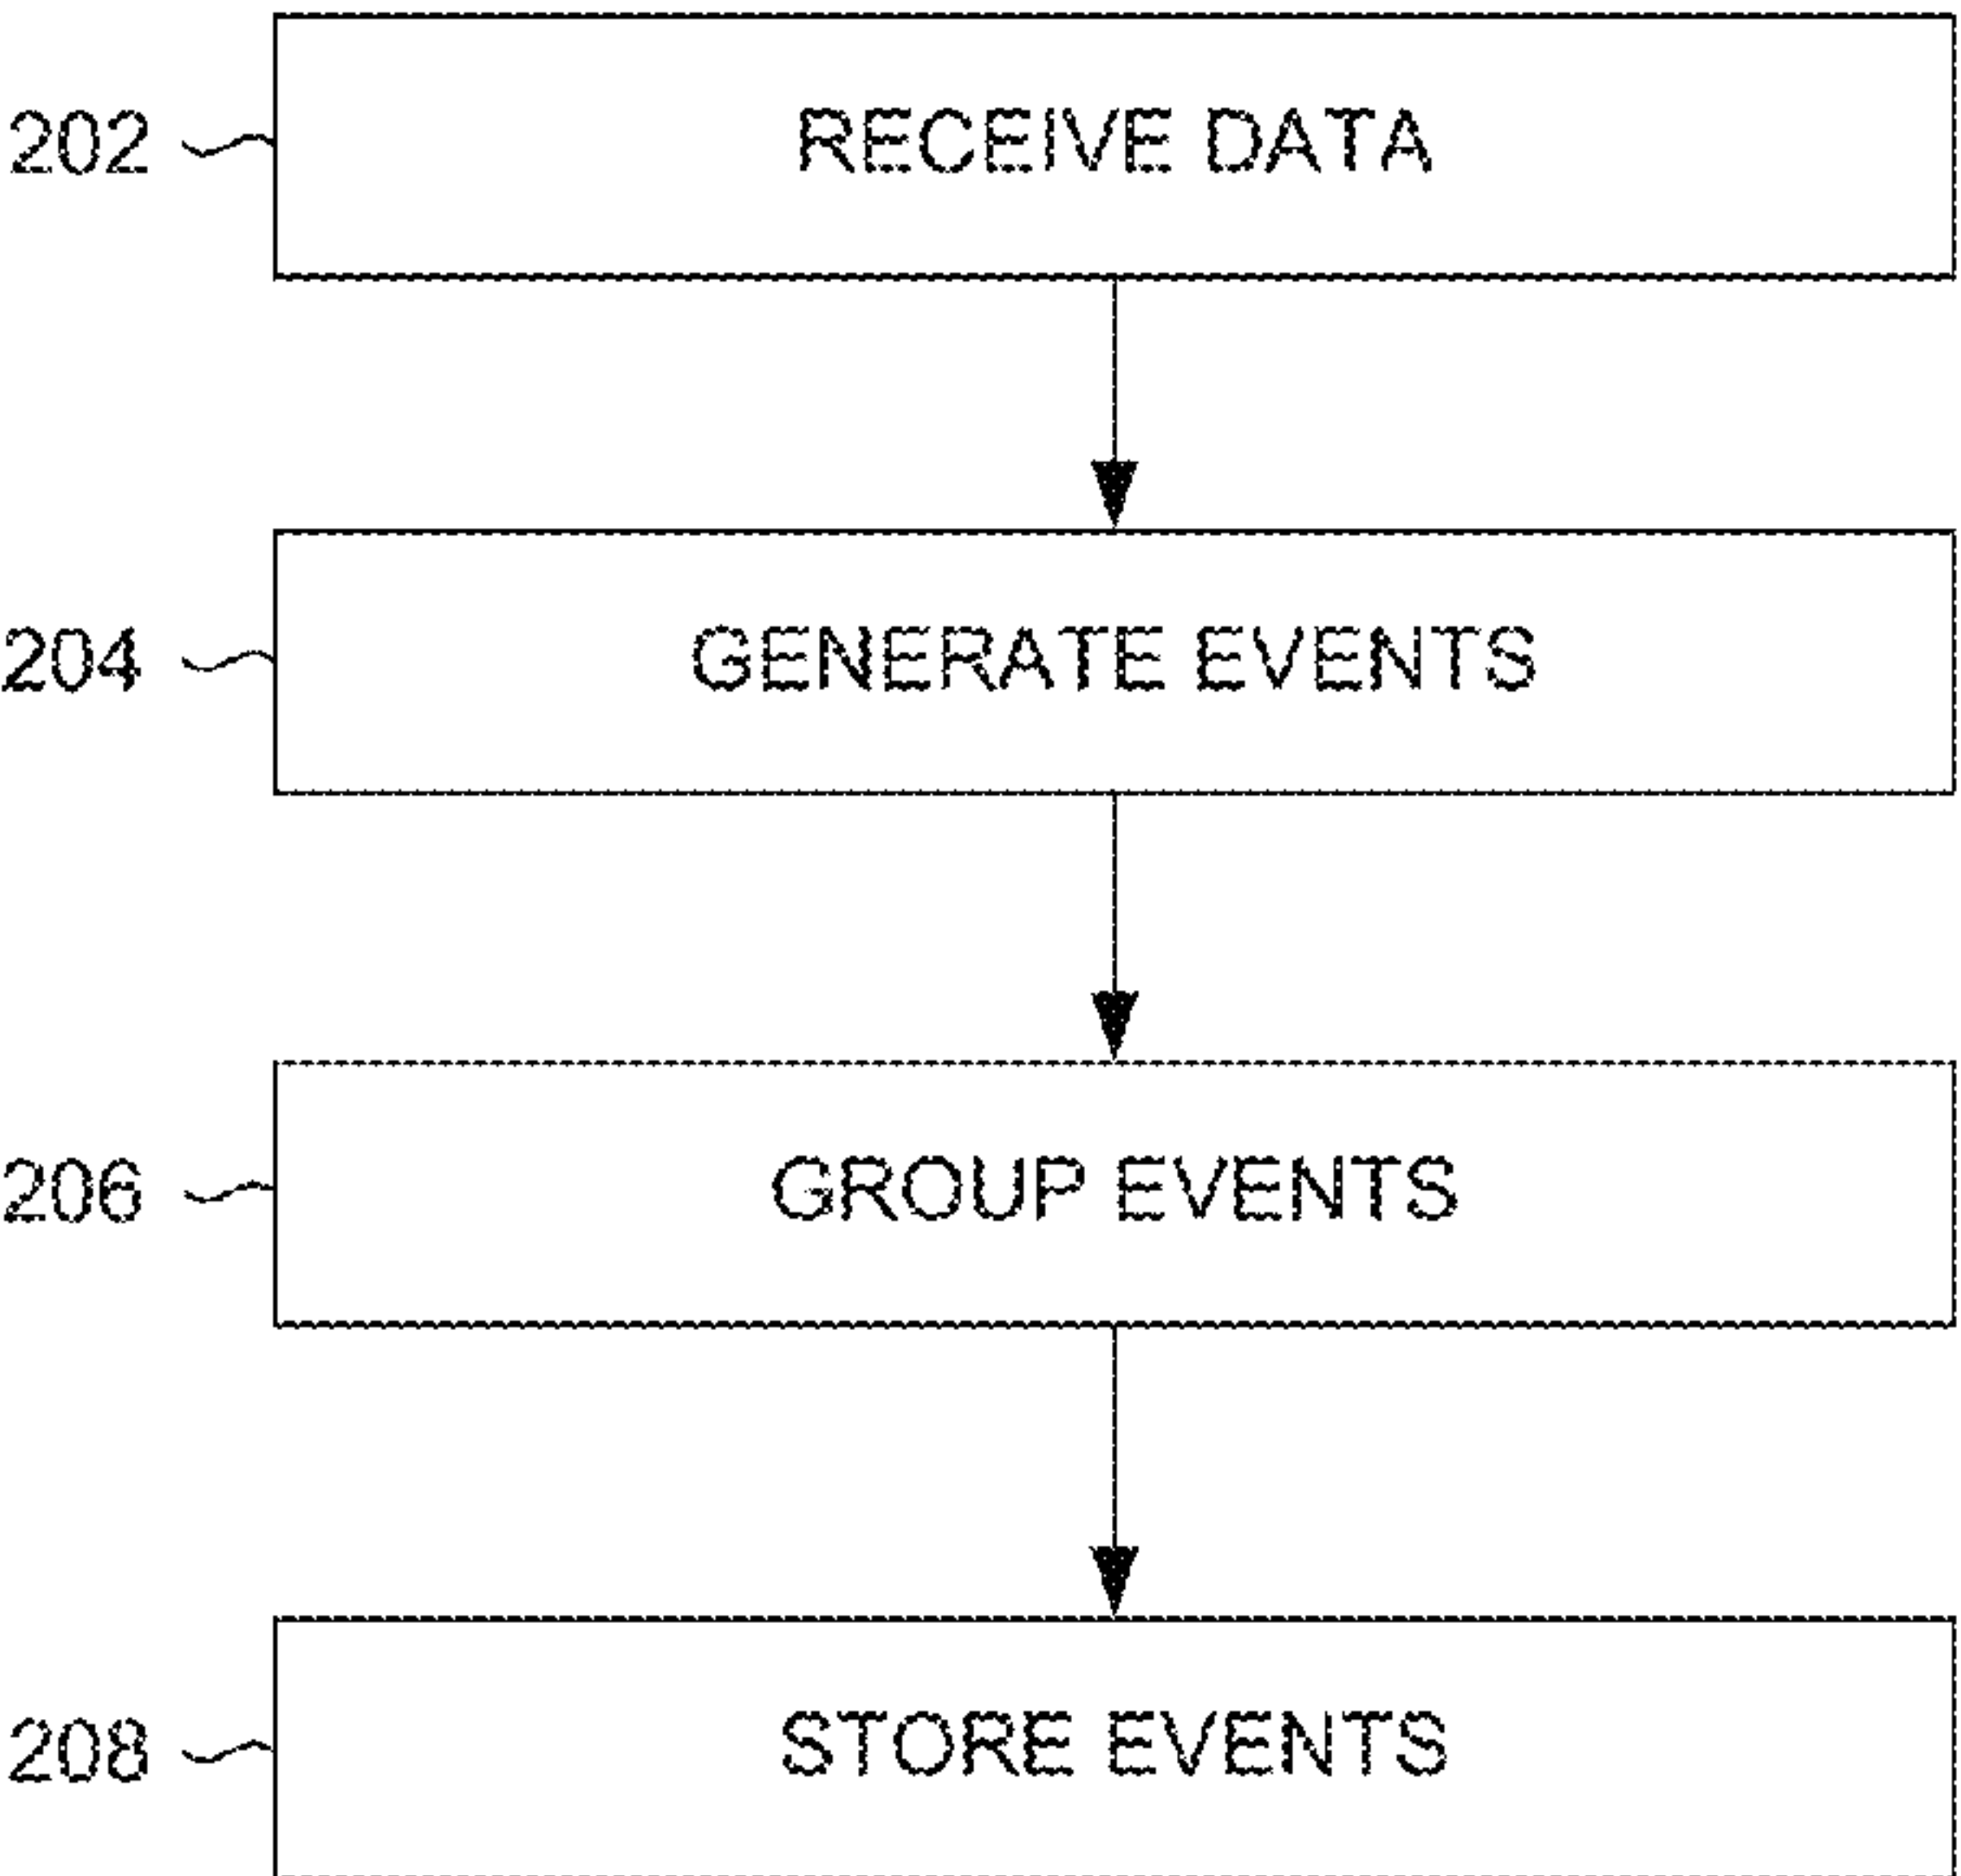 202 RECEIVE DATA
204 GENERATE EVENTS
206 GROUP EVENTS
208 STORE EVENTS